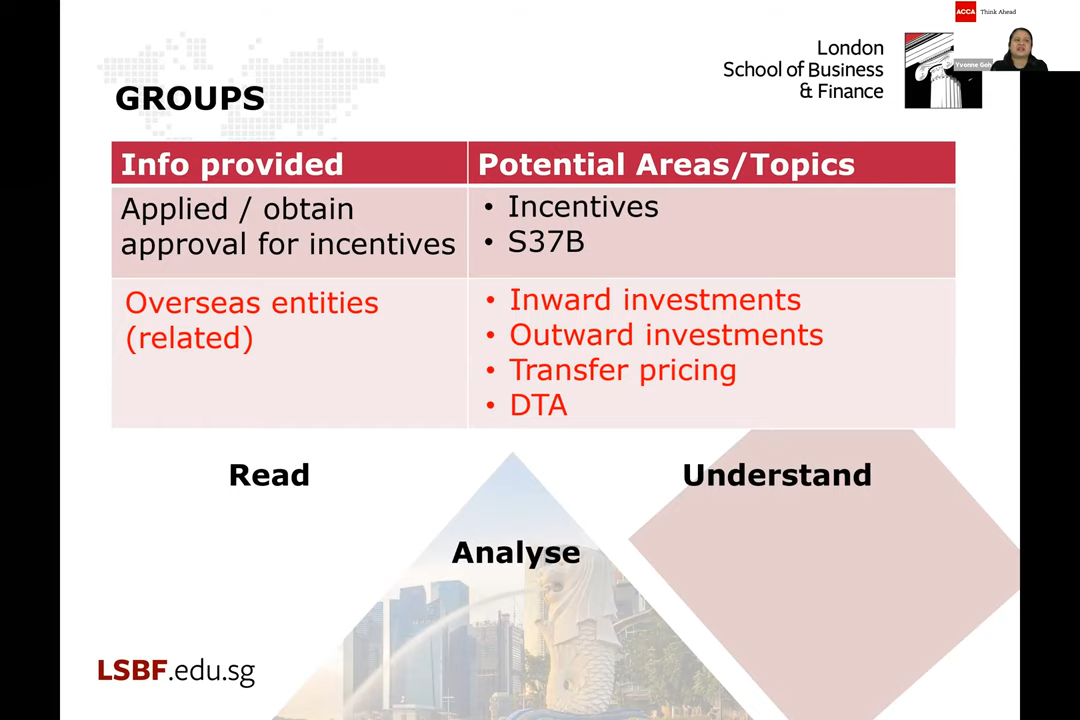 ACCA Think Ahead
London
School of Business
& Finance
Yvonne Goh
GROUPS
Info provided
Potential Areas/Topics
Applied / obtain
approval for incentives
• Incentives
• S37B
Overseas entities
(related)
• Inward investments
• Outward investments
• Transfer pricing
• DTA
Read
Understand
Analyse
LSBF.edu.sg